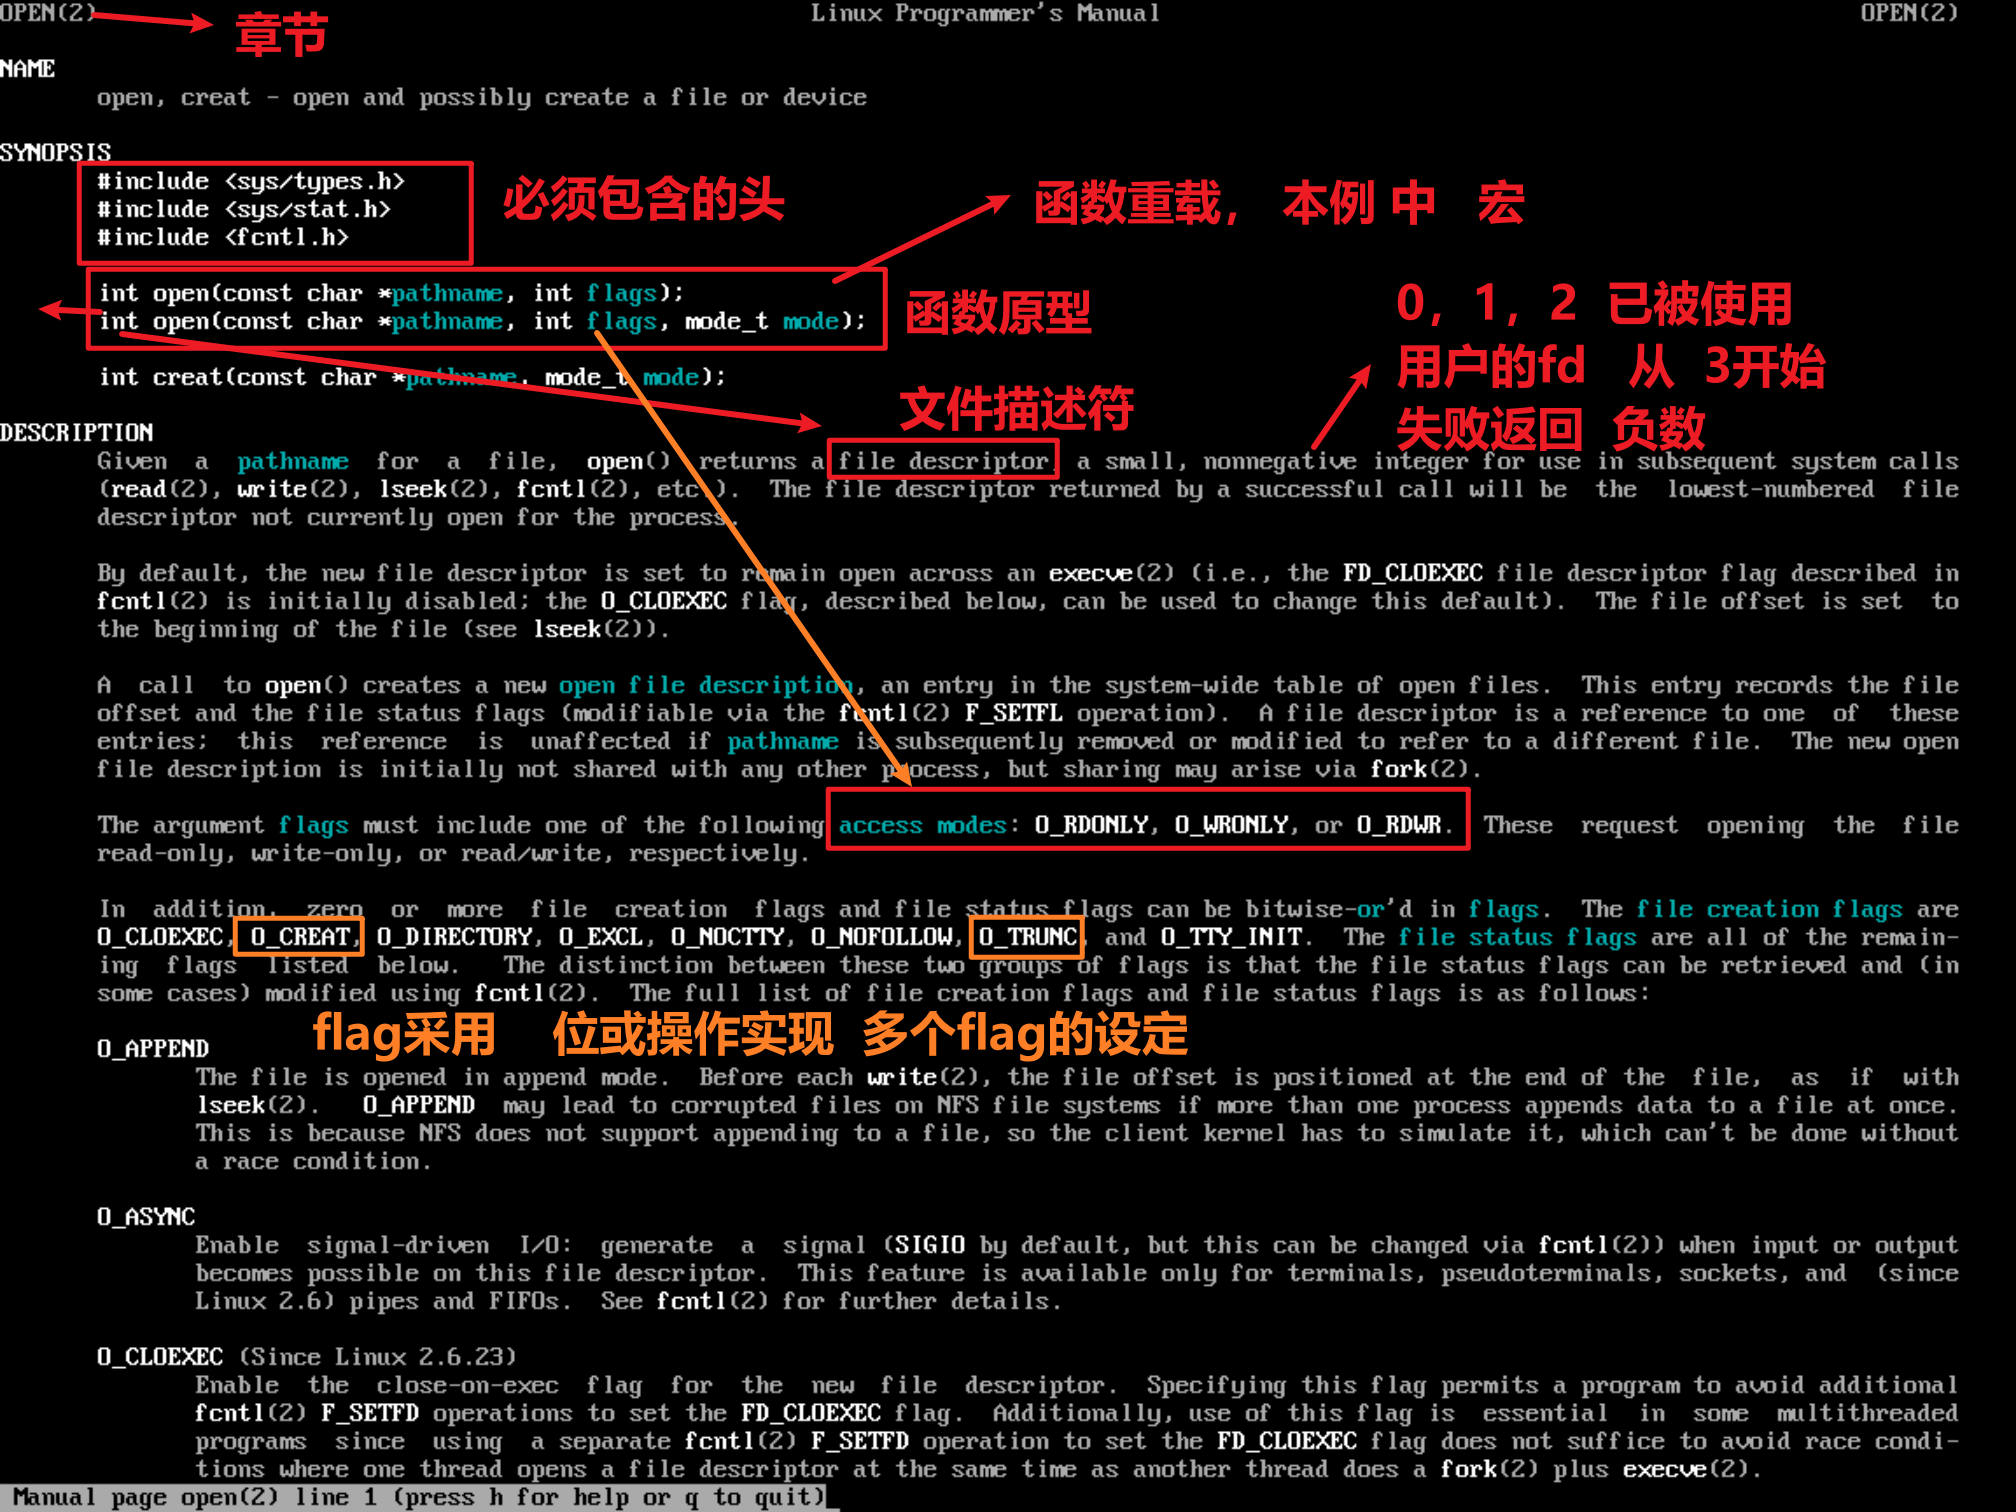 OPEN(2) Linux Programmer's Manual OPEN(2)
章节
NAME
open, creat - open and possibly create a file or device
SYNOPSIS
#include <sys/types.h>
#include <sys/stat.h>
#include <fcntl.h>
必须包含的头
函数重载， 本例 中 宏
int open(const char *pathname, int flags);
int open(const char *pathname, int flags, mode_t mode);
函数原型
0，1，2 已被使用
用户的fd 从 3开始
失败返回 负数
int creat(const char *pathname, mode_t mode);
文件描述符
DESCRIPTION
Given a pathname for a file, open() returns a file descriptor, a small, nonnegative integer for use in subsequent system calls
(read(2), write(2), lseek(2), fcntl(2), etc.). The file descriptor returned by a successful call will be the lowest-numbered file
descriptor not currently open for the process.
By default, the new file descriptor is set to remain open across an execve(2) (i.e., the FD_CLOEXEC file descriptor flag described in
fcntl(2) is initially disabled; the O_CLOEXEC flag, described below, can be used to change this default). The file offset is set to
the beginning of the file (see lseek(2)).
A call to open() creates a new open file description, an entry in the system-wide table of open files. This entry records the file
offset and the file status flags (modifiable via the fcntl(2) F_SETFL operation). A file descriptor is a reference to one of these
entries; this reference is unaffected if pathname is subsequently removed or modified to refer to a different file. The new open
file description is initially not shared with any other process, but sharing may arise via fork(2).
The argument flags must include one of the following access modes: O_RDONLY, O_WRONLY, or O_RDWR. These request opening the file
read-only, write-only, or read/write, respectively.
In addition, zero or more file creation flags and file status flags can be bitwise-or'd in flags. The file creation flags are
O_CLOEXEC, O_CREAT, O_DIRECTORY, O_EXCL, O_NOCTTY, O_NOFOLLOW, O_TRUNC, and O_TTY_INIT. The file status flags are all of the remain-
ing flags listed below. The distinction between these two groups of flags is that the file status flags can be retrieved and (in
some cases) modified using fcntl(2). The full list of file creation flags and file status flags is as follows:
flag采用 位或操作实现 多个flag的设定
O_APPEND
The file is opened in append mode. Before each write(2), the file offset is positioned at the end of the file, as if with
lseek(2). O_APPEND may lead to corrupted files on NFS file systems if more than one process appends data to a file at once.
This is because NFS does not support appending to a file, so the client kernel has to simulate it, which can't be done without
a race condition.
O_ASYNC
Enable signal-driven I/O: generate a signal (SIGIO by default, but this can be changed via fcntl(2)) when input or output
becomes possible on this file descriptor. This feature is available only for terminals, pseudoterminals, sockets, and (since
Linux 2.6) pipes and FIFOs. See fcntl(2) for further details.
O_CLOEXEC (Since Linux 2.6.23)
Enable the close-on-exec flag for the new file descriptor. Specifying this flag permits a program to avoid additional
fcntl(2) F_SETFD operations to set the FD_CLOEXEC flag. Additionally, use of this flag is essential in some multithreaded
programs since using a separate fcntl(2) F_SETFD operation to set the FD_CLOEXEC flag does not suffice to avoid race condi-
tions where one thread opens a file descriptor at the same time as another thread does a fork(2) plus execve(2).
Manual page open(2) line 1 (press h for help or q to quit)